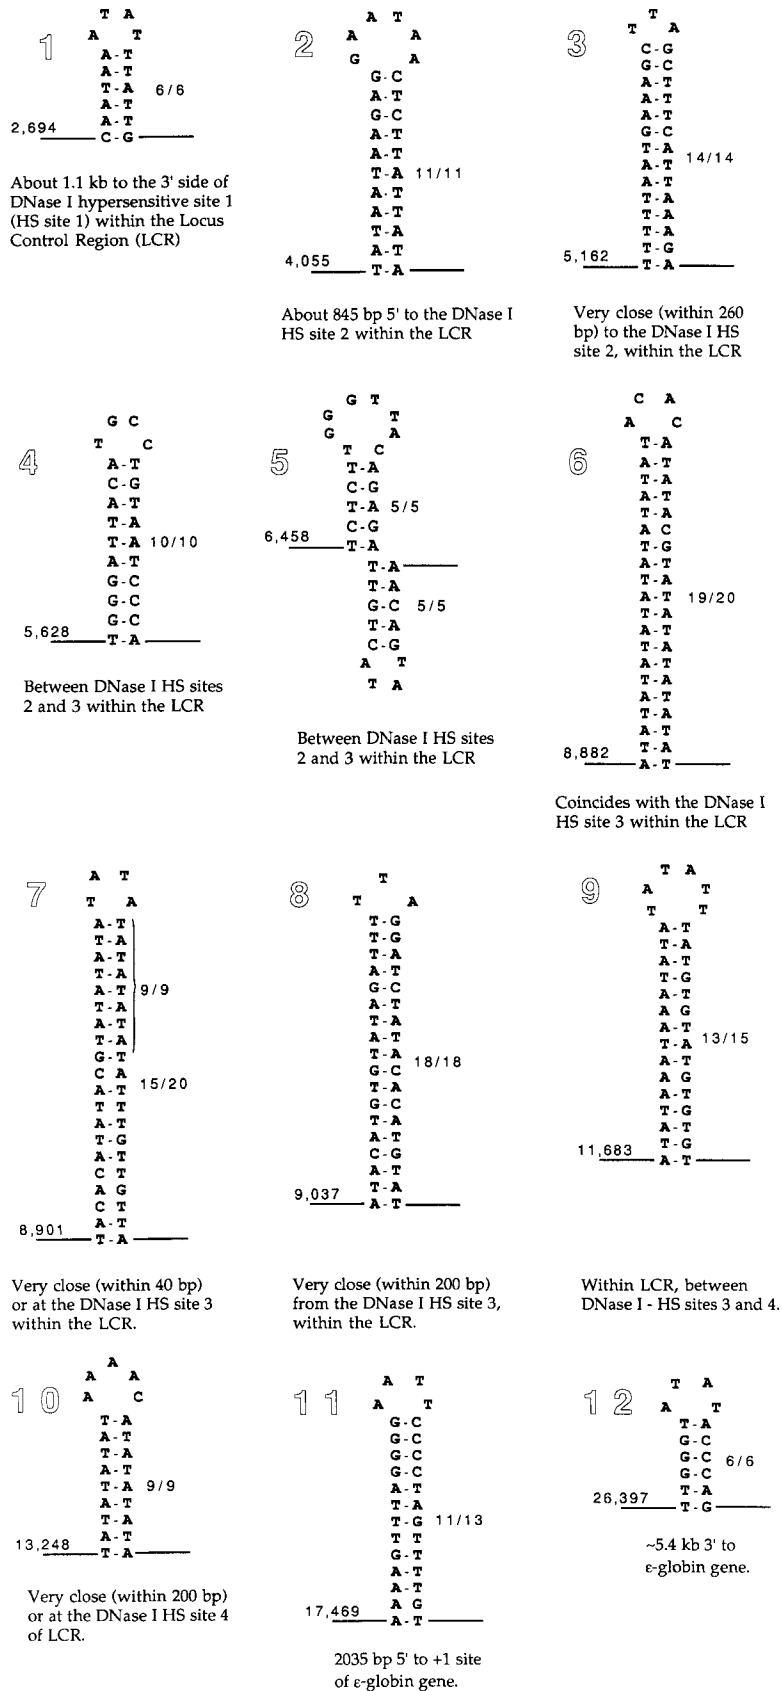 1
T A
A T
A-T
A-T
T-A 6/6
A-T
A-T
2,694 C-G
About 1.1 kb to the 3' side of
DNase I hypersensitive site 1
(HS site 1) within the Locus
Control Region (LCR)
2
A T
A A
G A
G-C
A-T
G-C
A-T
A-T
T-A 11/11
A-T
T-A
A-T
T-A
4,055 T-A
About 845 bp 5' to the DNase I
HS site 2 within the LCR
3
T
T A
C-G
G-C
A-T
A-T
A-T
G-C
T-A 14/14
A-T
T-A
A-T
T-A
T-A
T-G
5,162 T-A
Very close (within 260
bp) to the DNase I HS
site 2, within the LCR
4
G C
T C
A-T
C-G
A-T
T-A
T-A 10/10
A-T
G-C
G-C
G-C
5,628 T-A
Between DNase I HS sites
2 and 3 within the LCR
5
G T
G T
G A
T C
T-A
C-G
T-A 5/5
C-G
6,458 T-A
T-A
T-A
G-C 5/5
T-A
C-G
A T
T A
Between DNase I HS sites
2 and 3 within the LCR
6
C A
A C
T-A
A-T
T-A
A-T
T-A
A C
T-G
A-T
T-A
A-T 19/20
T-A
A-T
T-A
A-T
T-A
A-T
T-A
A-T
T-A
8,882 A-T
Coincides with the DNase I
HS site 3 within the LCR
7
A T
T A
A-T
T-A
A-T
T-A
A-T 9/9
T-A
A-T
T-A
G-T
C A
A-T 15/20
T T
A-T
T-G
A-T
C T
A G
C T
A-T
8,901 T-A
Very close (within 40 bp)
or at the DNase I HS site 3
within the LCR.
8
T
T A
T-G
T-G
T-A
A-T
G-C
A-T
T-A
A-T
T-A 18/18
G-C
T-A
G-C
T-A
A-T
C-G
A-T
T-A
9,037 A-T
Very close (within 200 bp)
from the DNase I HS site 3,
within the LCR.
9
T A
A T
T T
A-T
T-A
A-T
T-G
A-T
A G
A-T
T-A 13/15
A-T
A G
A-T
T-G
A-T
T-G
11,683 A-T
Within LCR, between
DNase I - HS sites 3 and 4.
10
A
A A
A C
T-A
A-T
T-A
A-T
T-A 9/9
A-T
T-A
A-T
13,248 T-A
Very close (within 200 bp)
or at the DNase I HS site 4
of LCR.
11
A T
A T
G-C
G-C
G-C
G-C
A-T
T-A
T-G 11/13
T T
G-T
A-T
A-T
A-G
17,469 A-T
2035 bp 5' to +1 site
of ε-globin gene.
12
T A
A T
T-A
G-C
G-C 6/6
G-C
T-A
26,397 T-G
~5.4 kb 3' to
ε-globin gene.